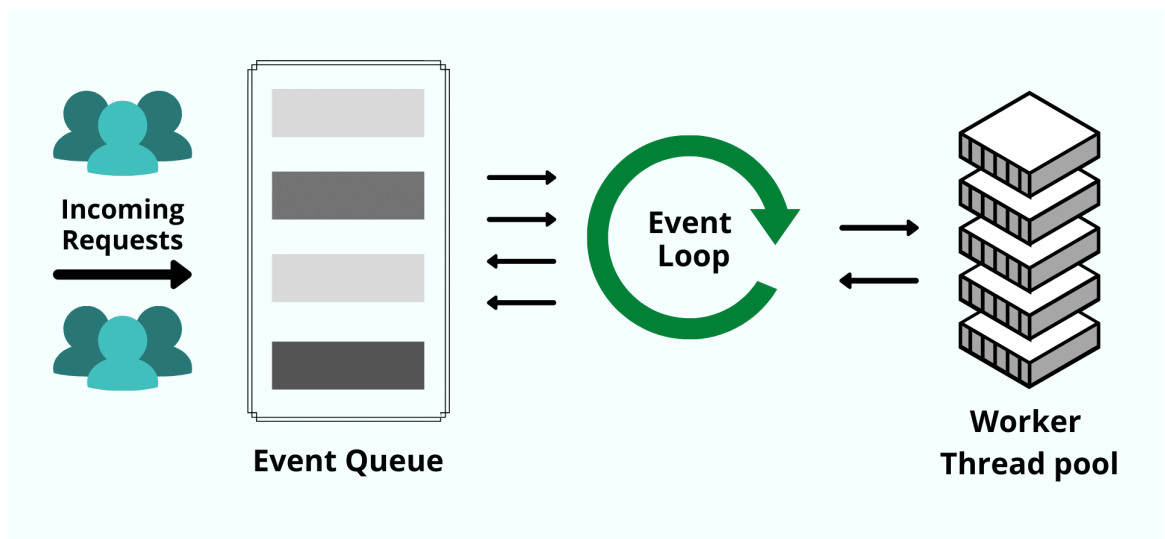 Incoming
Requests
Event Queue
Event
Loop
Worker
Thread pool